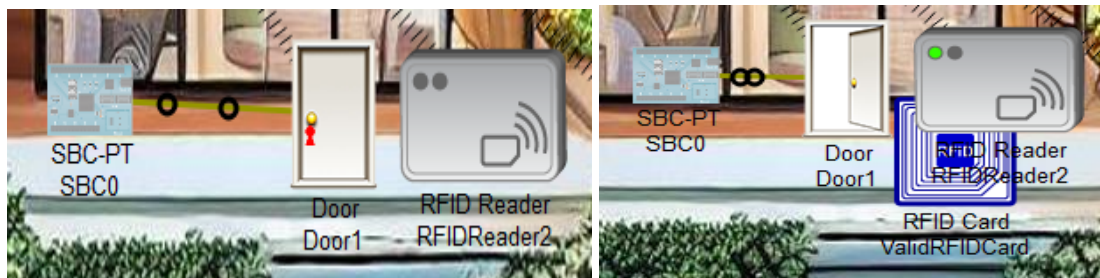 SBC-PT
SBC0
Door
Door1
RFID Reader
RFIDReader2
SBC-PT
SBC0
Door
Door1
RFID
RFID Reader
RFIDReader2
RFID Card
ValidRFIDCard